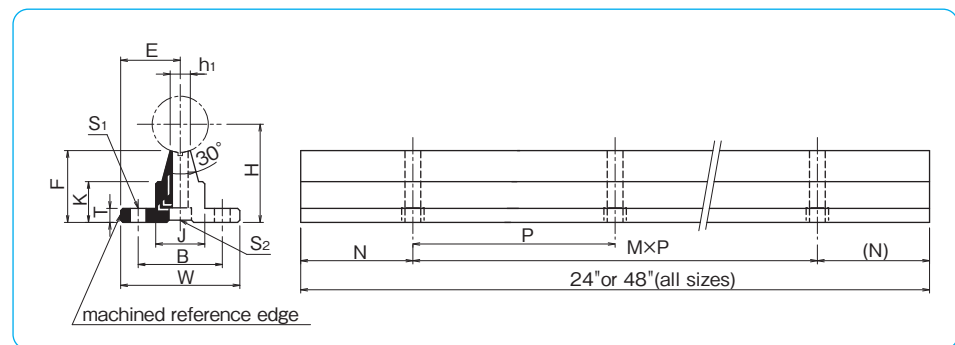 E
h1
S1
30°
H
F
K
T
J
S2
B
W
machined reference edge
N
P
M×P
(N)
24"or 48"(all sizes)